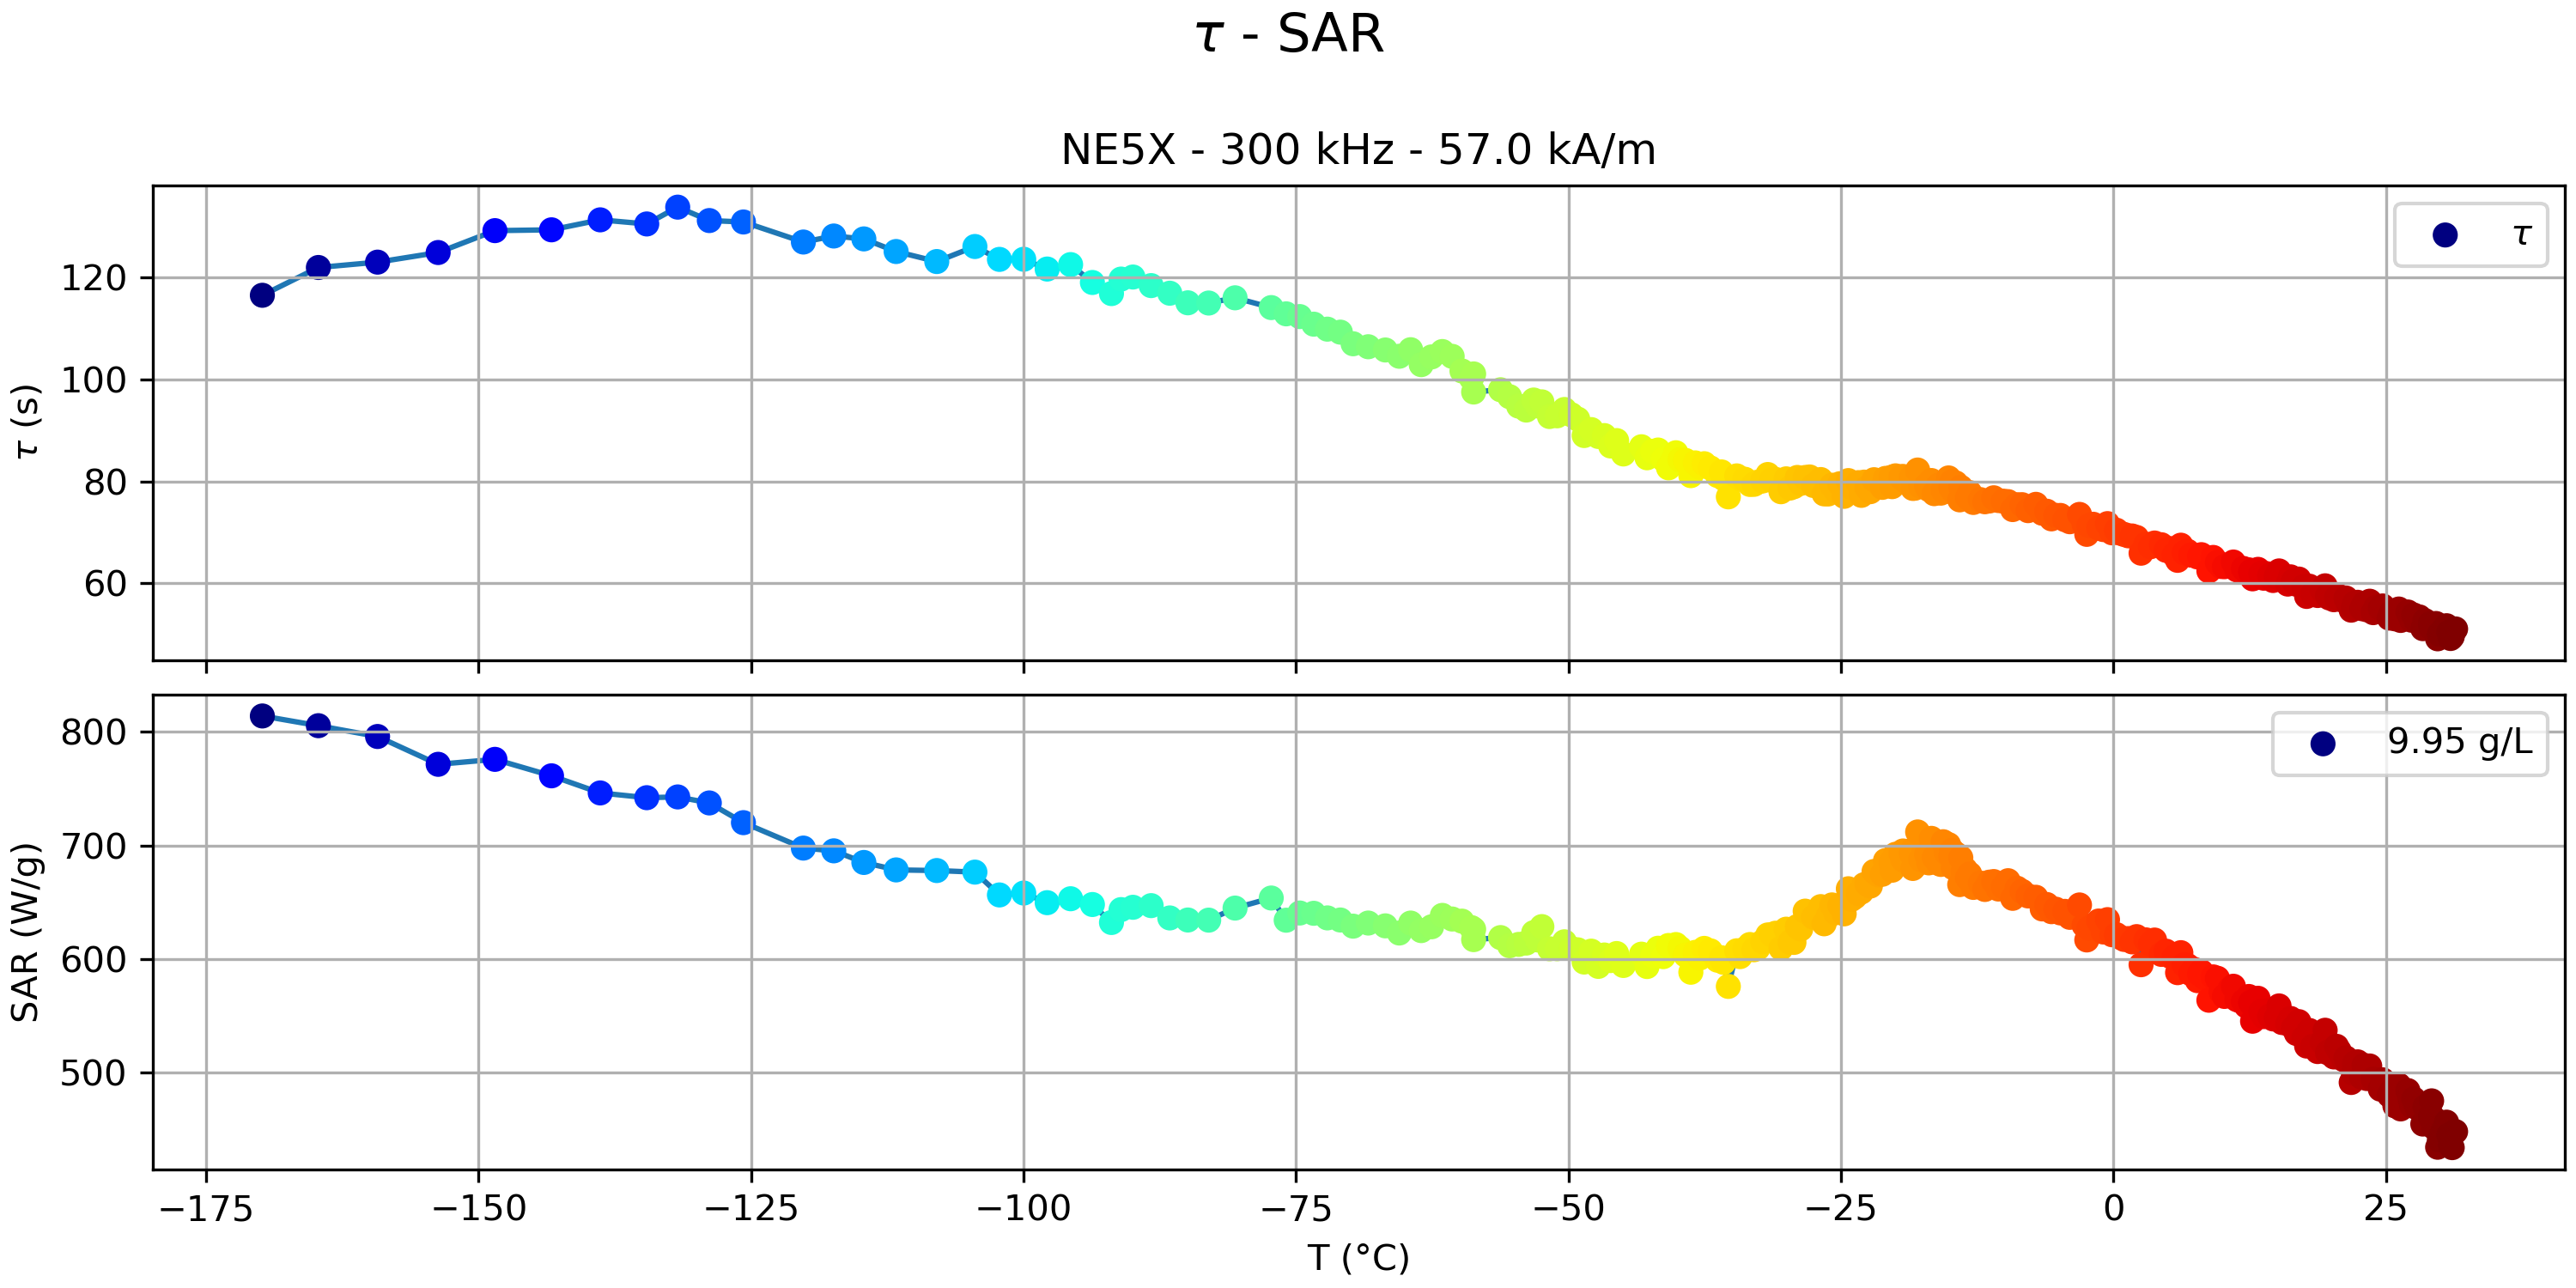 τ - SAR
NE5X - 300 kHz - 57.0 kA/m
τ
120
100
80
60
τ (s)
9.95 g/L
800
700
600
500
SAR (W/g)
−175 −150 −125 −100 −75 −50 −25 0 25
T (°C)